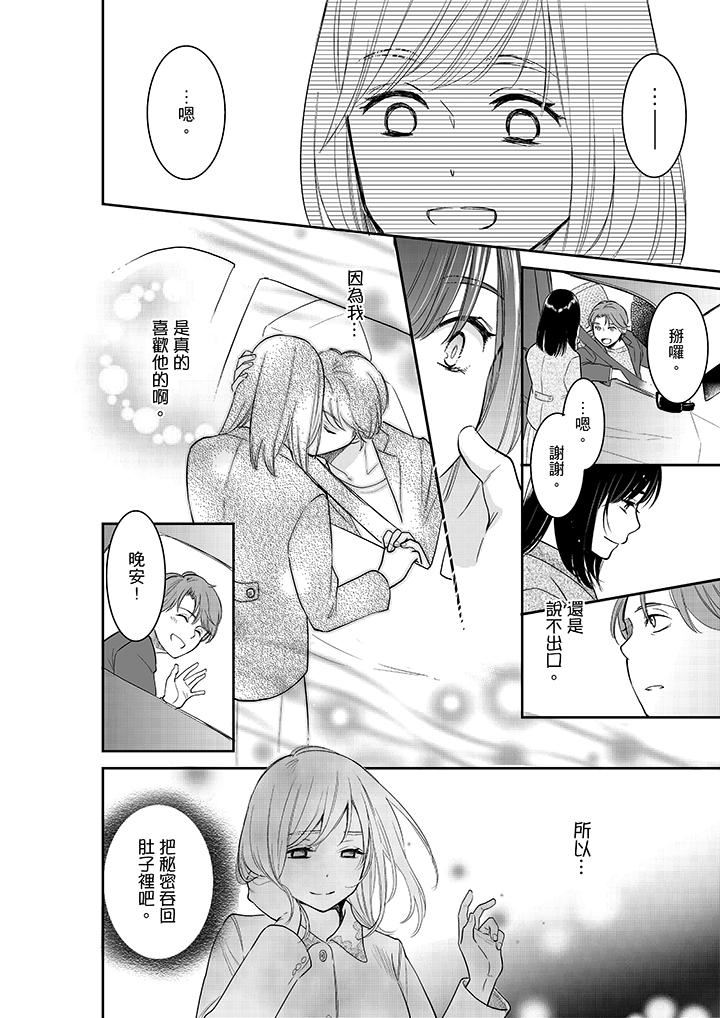 …──
…嗯。
掰囉。
…嗯。
謝謝。
還是
說不出口。
因為我…
是真的
喜歡他的啊。
晚安！
所以…
把祕密吞回
肚子裡吧。